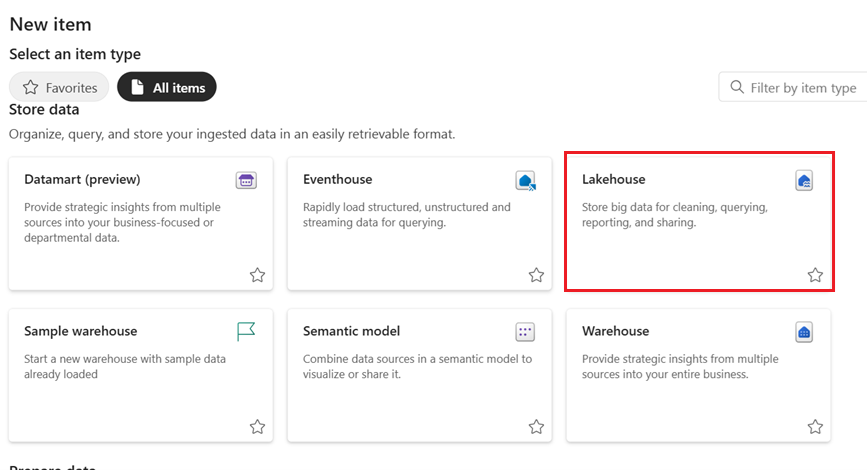 New item
Select an item type
Favorites
All items
Filter by item type
Store data
Organize, query, and store your ingested data in an easily retrievable format.
Datamart (preview)
Provide strategic insights from multiple
sources into your business-focused or
departmental data.
Eventhouse
Rapidly load structured, unstructured and
streaming data for querying.
Lakehouse
Store big data for cleaning, querying,
reporting, and sharing.
Sample warehouse
Start a new warehouse with sample data
already loaded
Semantic model
Combine data sources in a semantic model to
visualize or share it.
Warehouse
Provide strategic insights from multiple
sources into your entire business.
Prepare data